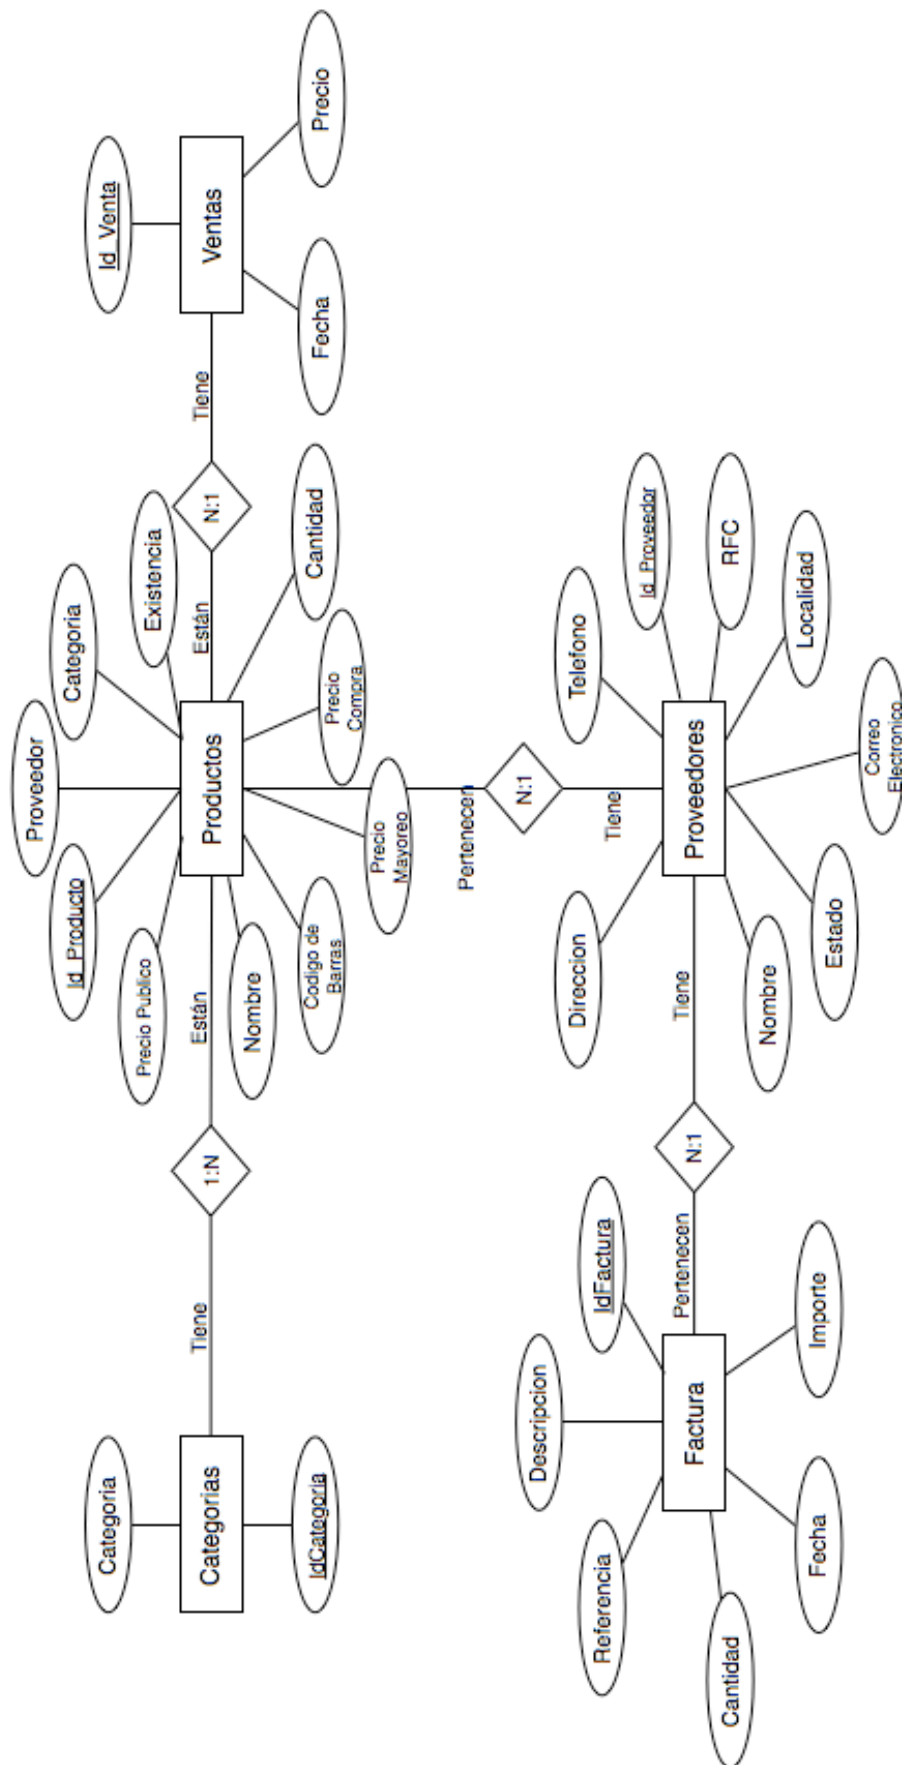 Categoria
Categorias
IdCategoria
Tiene
1:N
Están
Proveedor
Id_Producto
Categoria
Precio Publico
Existencia
Productos
Nombre
Codigo de
Barras
Precio
Mayoreo
Precio
Compra
Cantidad
Están
N:1
Tiene
Id_Venta
Ventas
Fecha
Precio
Pertenecen
N:1
Tiene
Descripcion
Referencia
IdFactura
Factura
Cantidad
Fecha
Importe
Pertenecen
N:1
Tiene
Direccion
Telefono
Id_Proveedor
Proveedores
Nombre
RFC
Estado
Localidad
Correo
Electronico